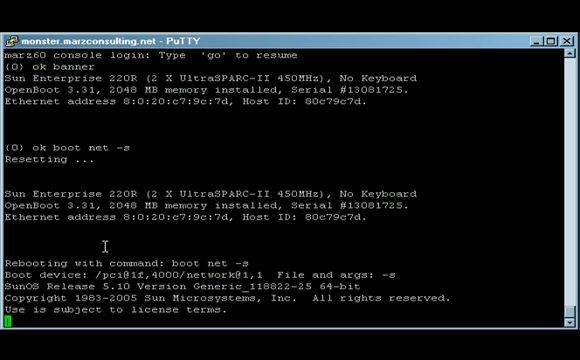 monster.marzconsulting.net - PuTTY
marz60 console login: Type  'go' to resume
(0) ok banner
Sun Enterprise 220R (2 X UltraSPARC-II 450MHz), No Keyboard
OpenBoot 3.31, 2048 MB memory installed, Serial #13081725.
Ethernet address 8:0:20:c7:9c:7d, Host ID: 80c79c7d.
(0) ok boot net -s
Resetting ...
Sun Enterprise 220R (2 X UltraSPARC-II 450MHz), No Keyboard
OpenBoot 3.31, 2048 MB memory installed, Serial #13081725.
Ethernet address 8:0:20:c7:9c:7d, Host ID: 80c79c7d.
Rebooting with command: boot net -s
Boot device: /pci@1f,4000/network@1,1  File and args: -s
SunOS Release 5.10 Version Generic_118822-25 64-bit
Copyright 1983-2005 Sun Microsystems, Inc.  All rights reserved.
Use is subject to license terms.